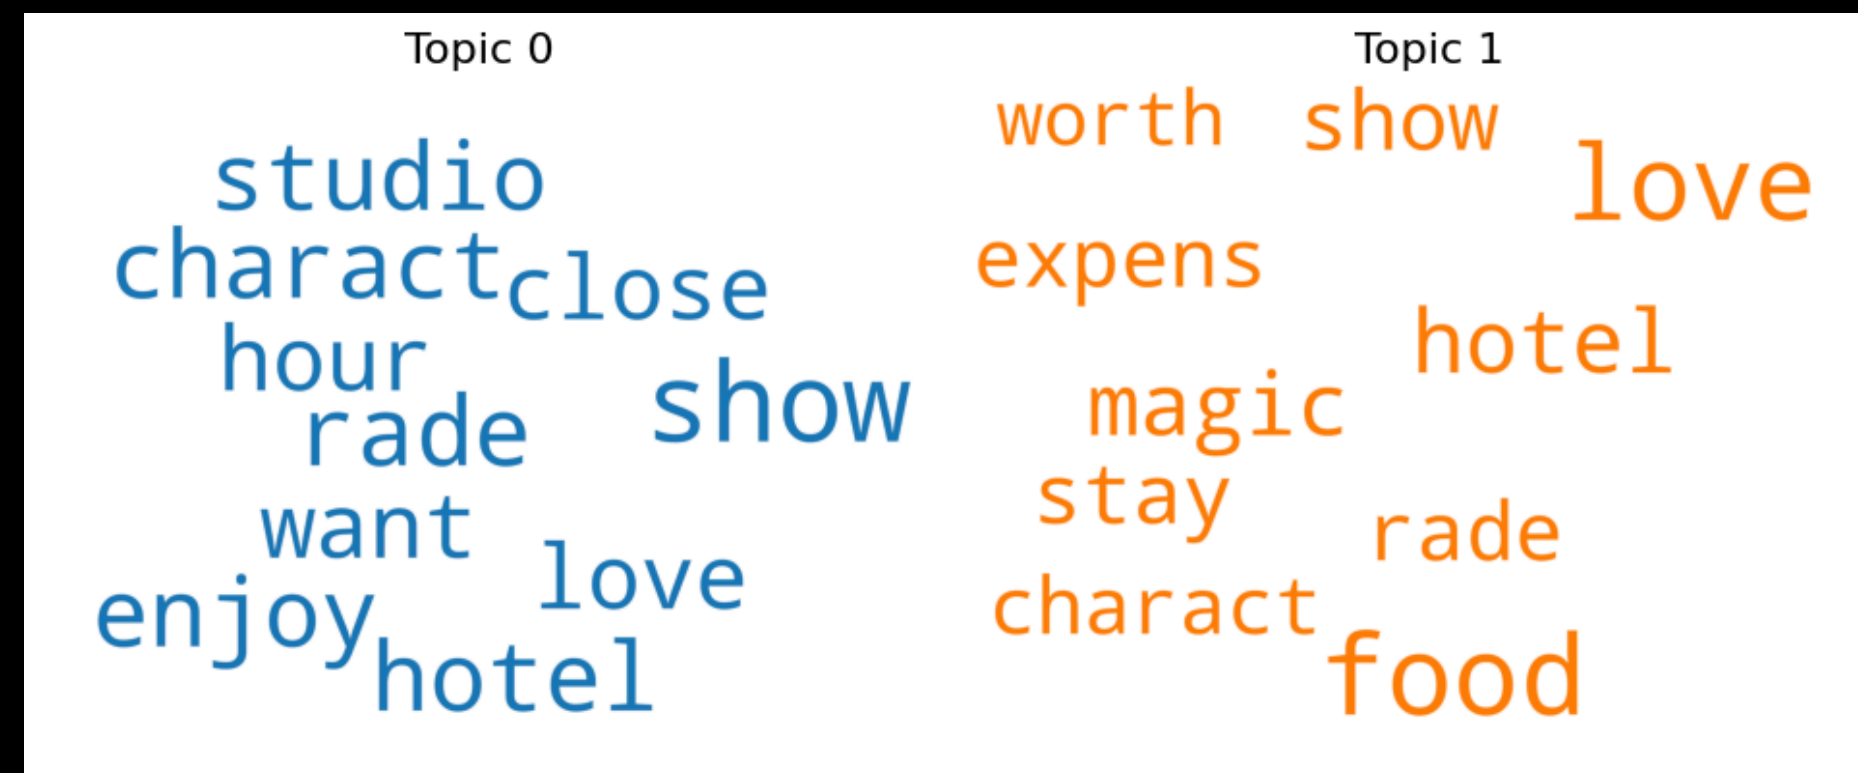 Topic 0
studio
charact
close
hour
rade
show
want
love
enjoy
hotel
Topic 1
worth show
love
expens
hotel
magic
stay
rade
charact
food